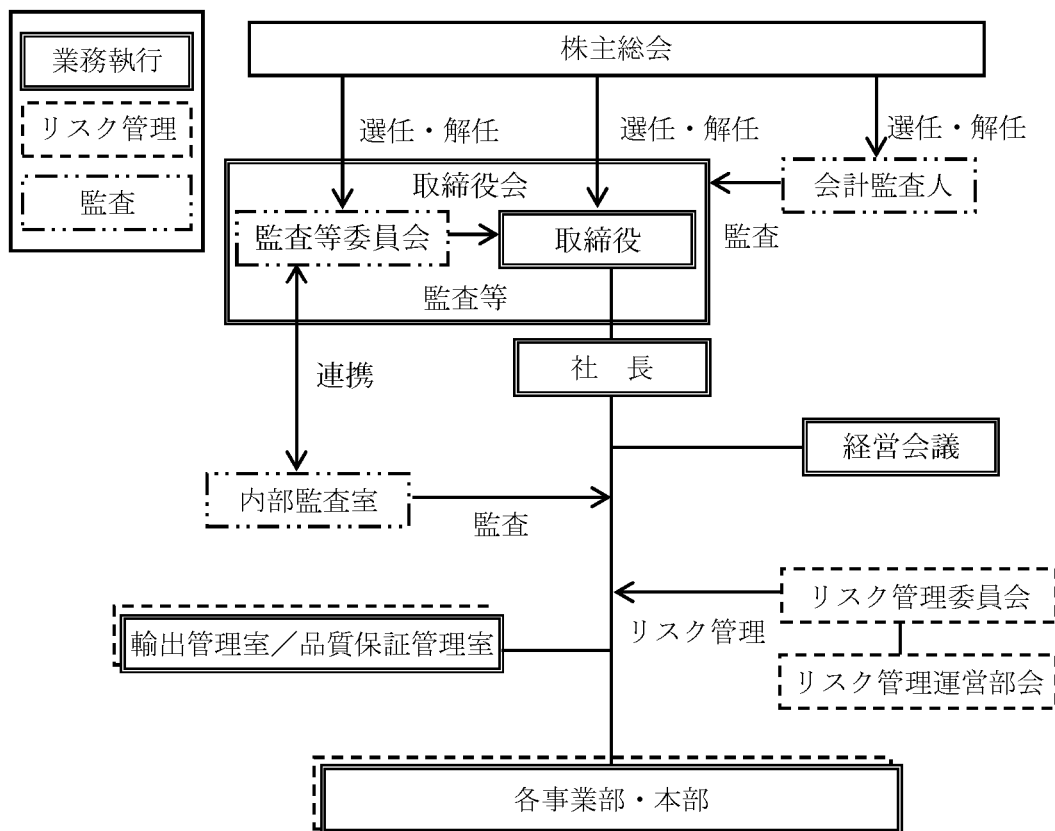 業務執行
リスク管理
監査
株主総会
選任・解任
選任・解任
選任・解任
取締役会
会計監査人
監査等委員会
取締役
監査
監査等
社 長
連携
経営会議
内部監査室
監査
リスク管理委員会
リスク管理
輸出管理室／品質保証管理室
リスク管理運営部会
各事業部・本部